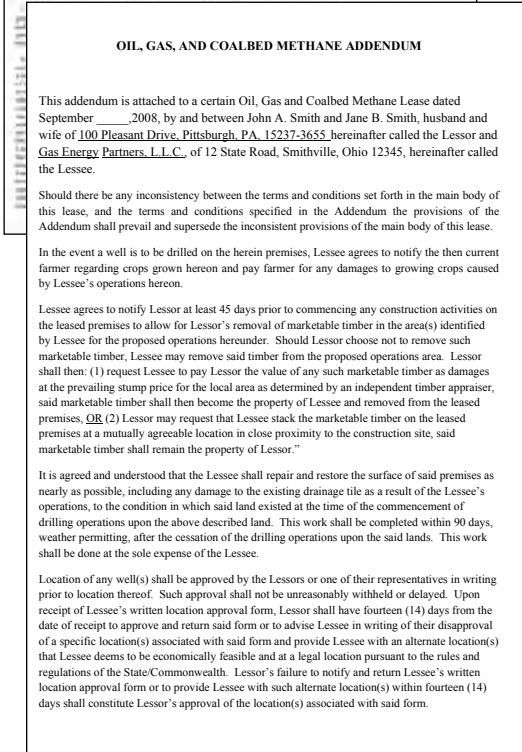 OIL, GAS, AND COALBED METHANE ADDENDUM
This addendum is attached to a certain Oil, Gas and Coalbed Methane Lease dated
September _____,2008, by and between John A. Smith and Jane B. Smith, husband and
wife of 100 Pleasant Drive, Pittsburgh, PA, 15237-3655 hereinafter called the Lessor and
Gas Energy Partners, L.L.C., of 12 State Road, Smithville, Ohio 12345, hereinafter called
the Lessee.
Should there be any inconsistency between the terms and conditions set forth in the main body of
this lease, and the terms and conditions specified in the Addendum the provisions of the
Addendum shall prevail and supersede the inconsistent provisions of the main body of this lease.
In the event a well is to be drilled on the herein premises, Lessee agrees to notify the then current
farmer regarding crops grown hereon and pay farmer for any damages to growing crops caused
by Lessee's operations hereon.
Lessee agrees to notify Lessor at least 45 days prior to commencing any construction activities on
the leased premises to allow for Lessor's removal of marketable timber in the area(s) identified
by Lessee for the proposed operations hereunder. Should Lessor choose not to remove such
marketable timber, Lessee may remove said timber from the proposed operations area. Lessor
shall then: (1) request Lessee to pay Lessor the value of any such marketable timber as damages
at the prevailing stump price for the local area as determined by an independent timber appraiser,
said marketable timber shall then become the property of Lessee and removed from the leased
premises, OR (2) Lessor may request that Lessee stack the marketable timber on the leased
premises at a mutually agreeable location in close proximity to the construction site, said
marketable timber shall remain the property of Lessor."
It is agreed and understood that the Lessee shall repair and restore the surface of said premises as
nearly as possible, including any damage to the existing drainage tile as a result of the Lessee's
operations, to the condition in which said land existed at the time of the commencement of
drilling operations upon the above described land. This work shall be completed within 90 days,
weather permitting, after the cessation of the drilling operations upon the said lands. This work
shall be done at the sole expense of the Lessee.
Location of any well(s) shall be approved by the Lessors or one of their representatives in writing
prior to location thereof. Such approval shall not be unreasonably withheld or delayed. Upon
receipt of Lessee's written location approval form, Lessor shall have fourteen (14) days from the
date of receipt to approve and return said form or to advise Lessee in writing of their disapproval
of a specific location(s) associated with said form and provide Lessee with an alternate location(s)
that Lessee deems to be economically feasible and at a legal location pursuant to the rules and
regulations of the State/Commonwealth. Lessor's failure to notify and return Lessee's written
location approval form or to provide Lessee with such alternate location(s) within fourteen (14)
days shall constitute Lessor's approval of the location(s) associated with said form.